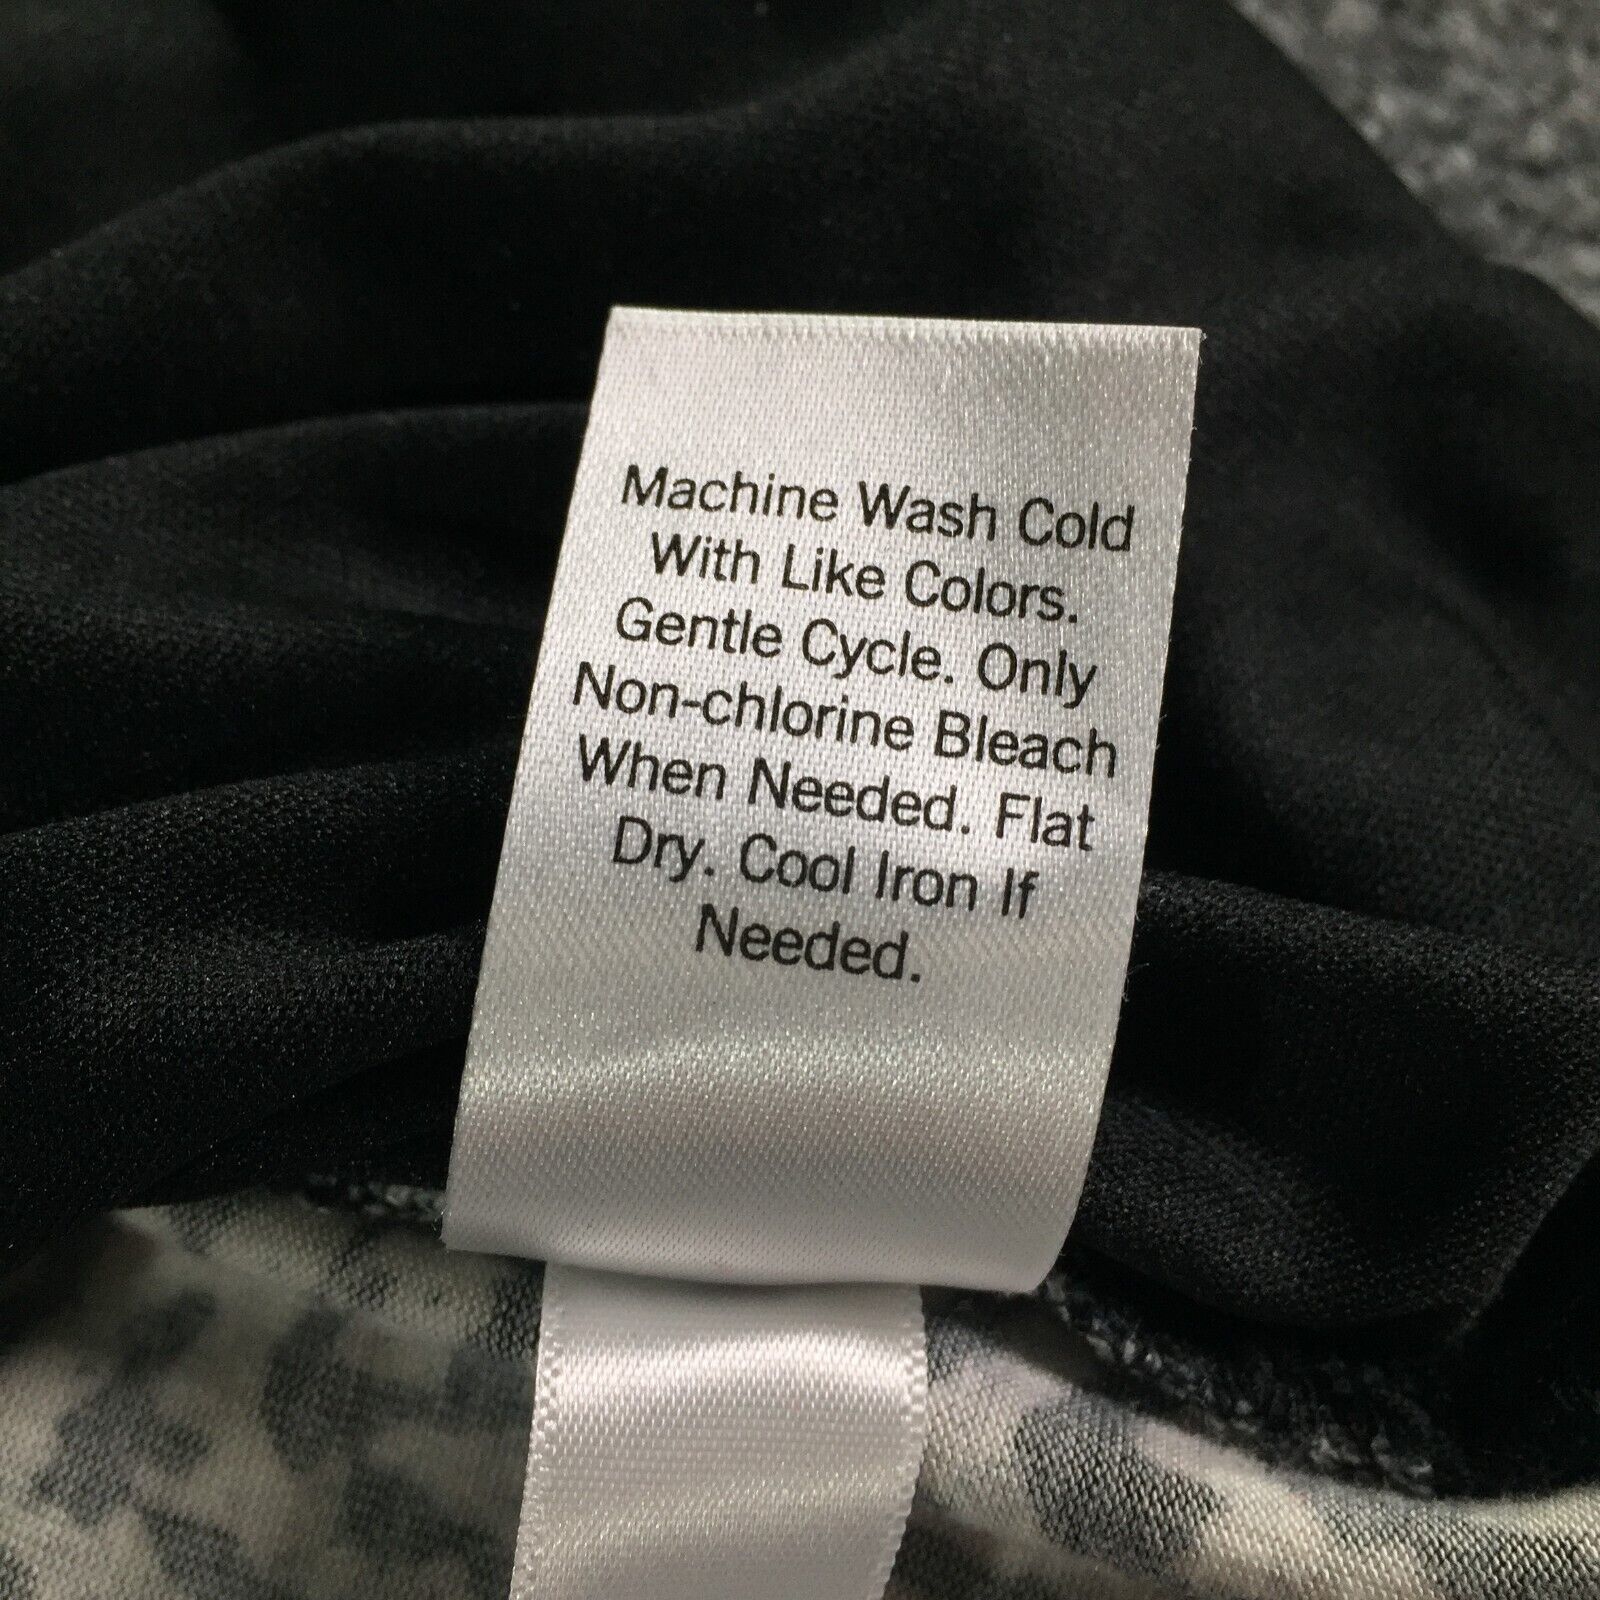 Machine Wash Cold
With Like Colors.
Gentle Cycle. Only
Non-chlorine Bleach
When Needed. Flat
Dry. Cool Iron If
Needed.